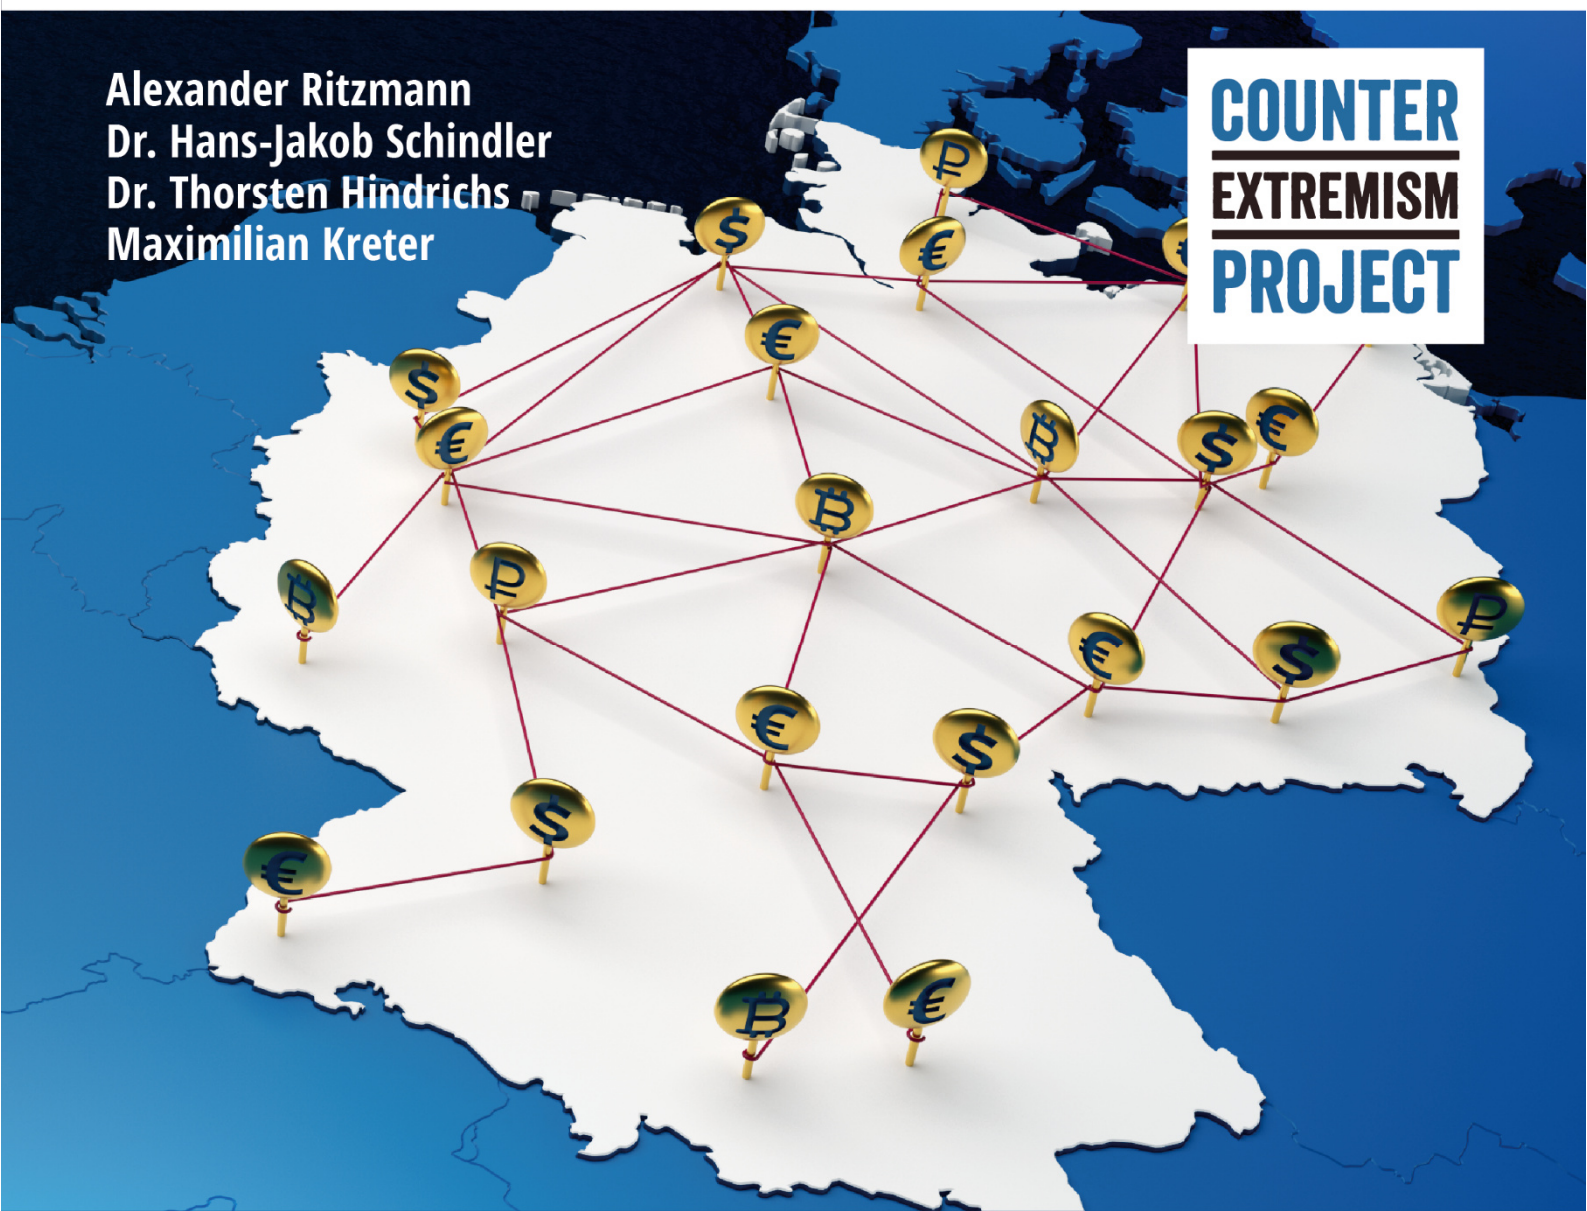 Alexander Ritzmann
Dr. Hans-Jakob Schindler
Dr. Thorsten Hindrichs
Maximilian Kreter
COUNTER
EXTREMISM
PROJECT